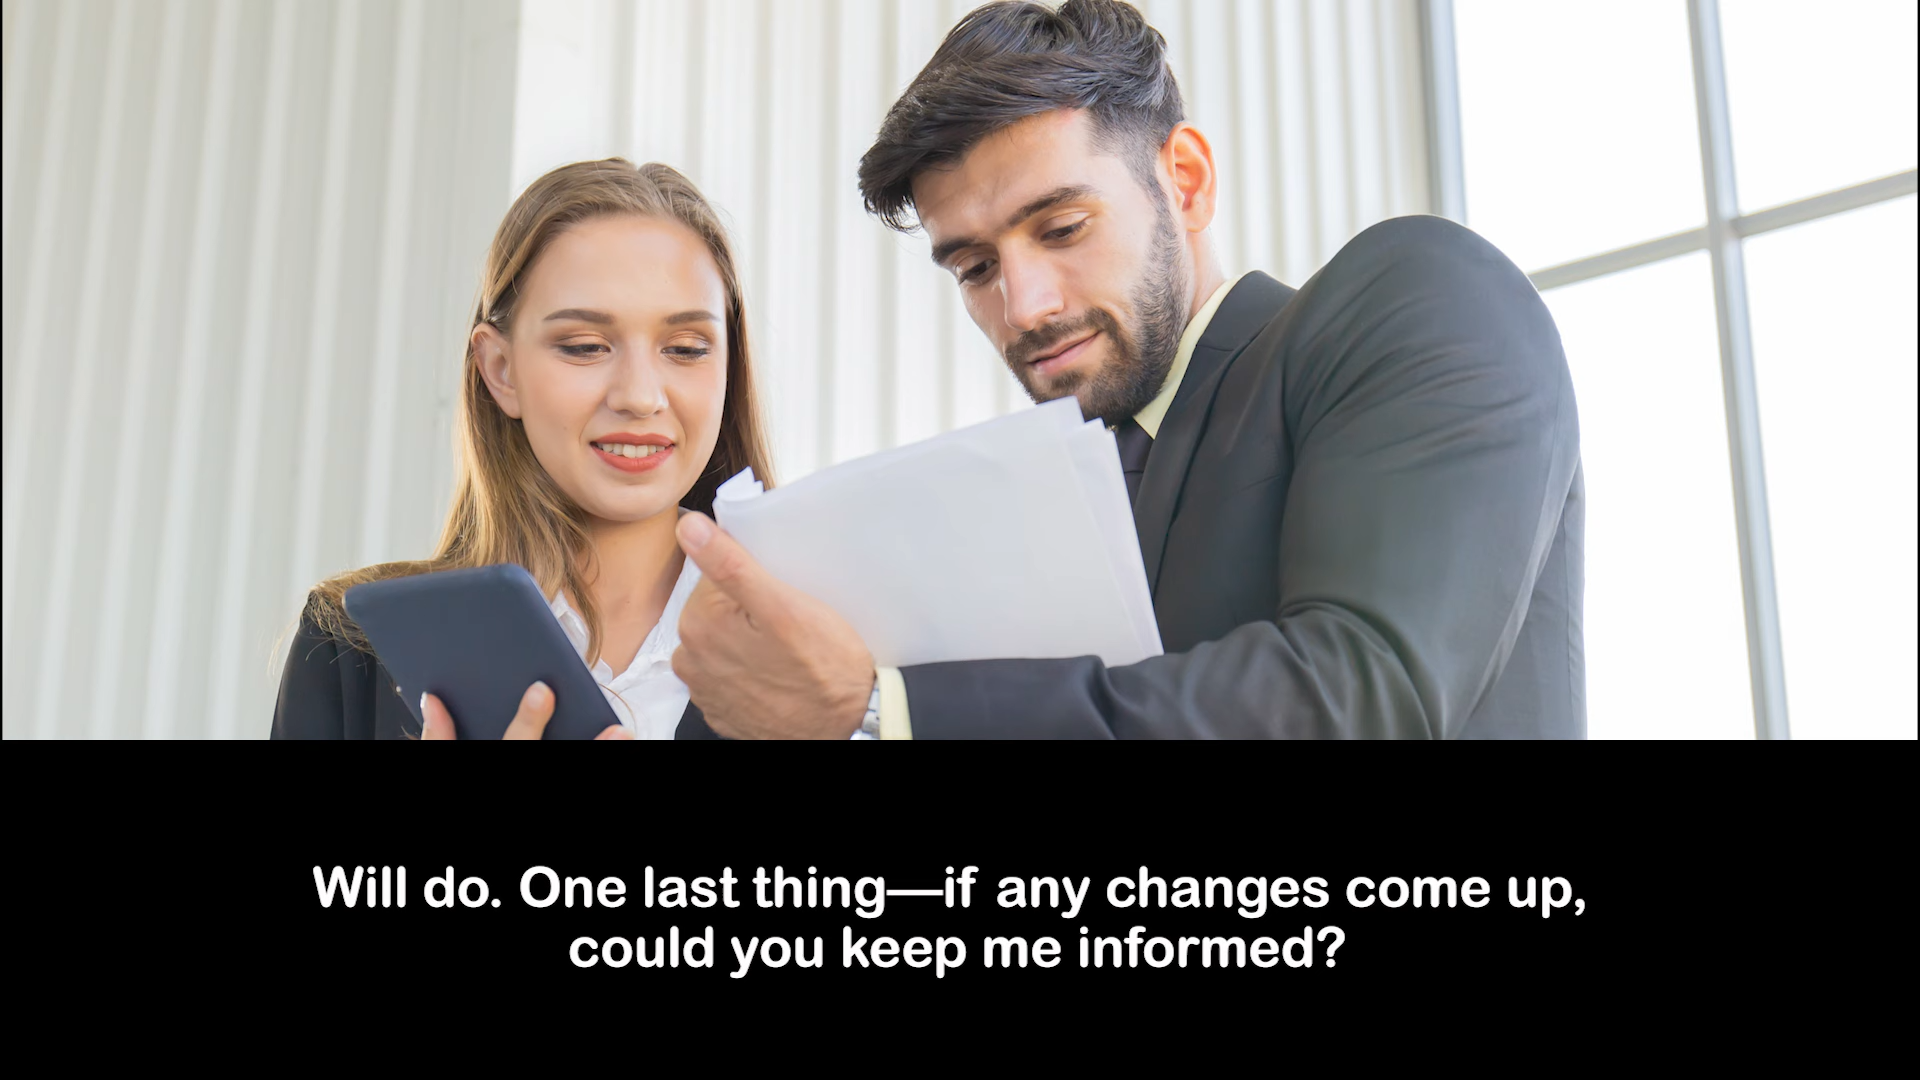 Will do. One last thing—if any changes come up,
could you keep me informed?